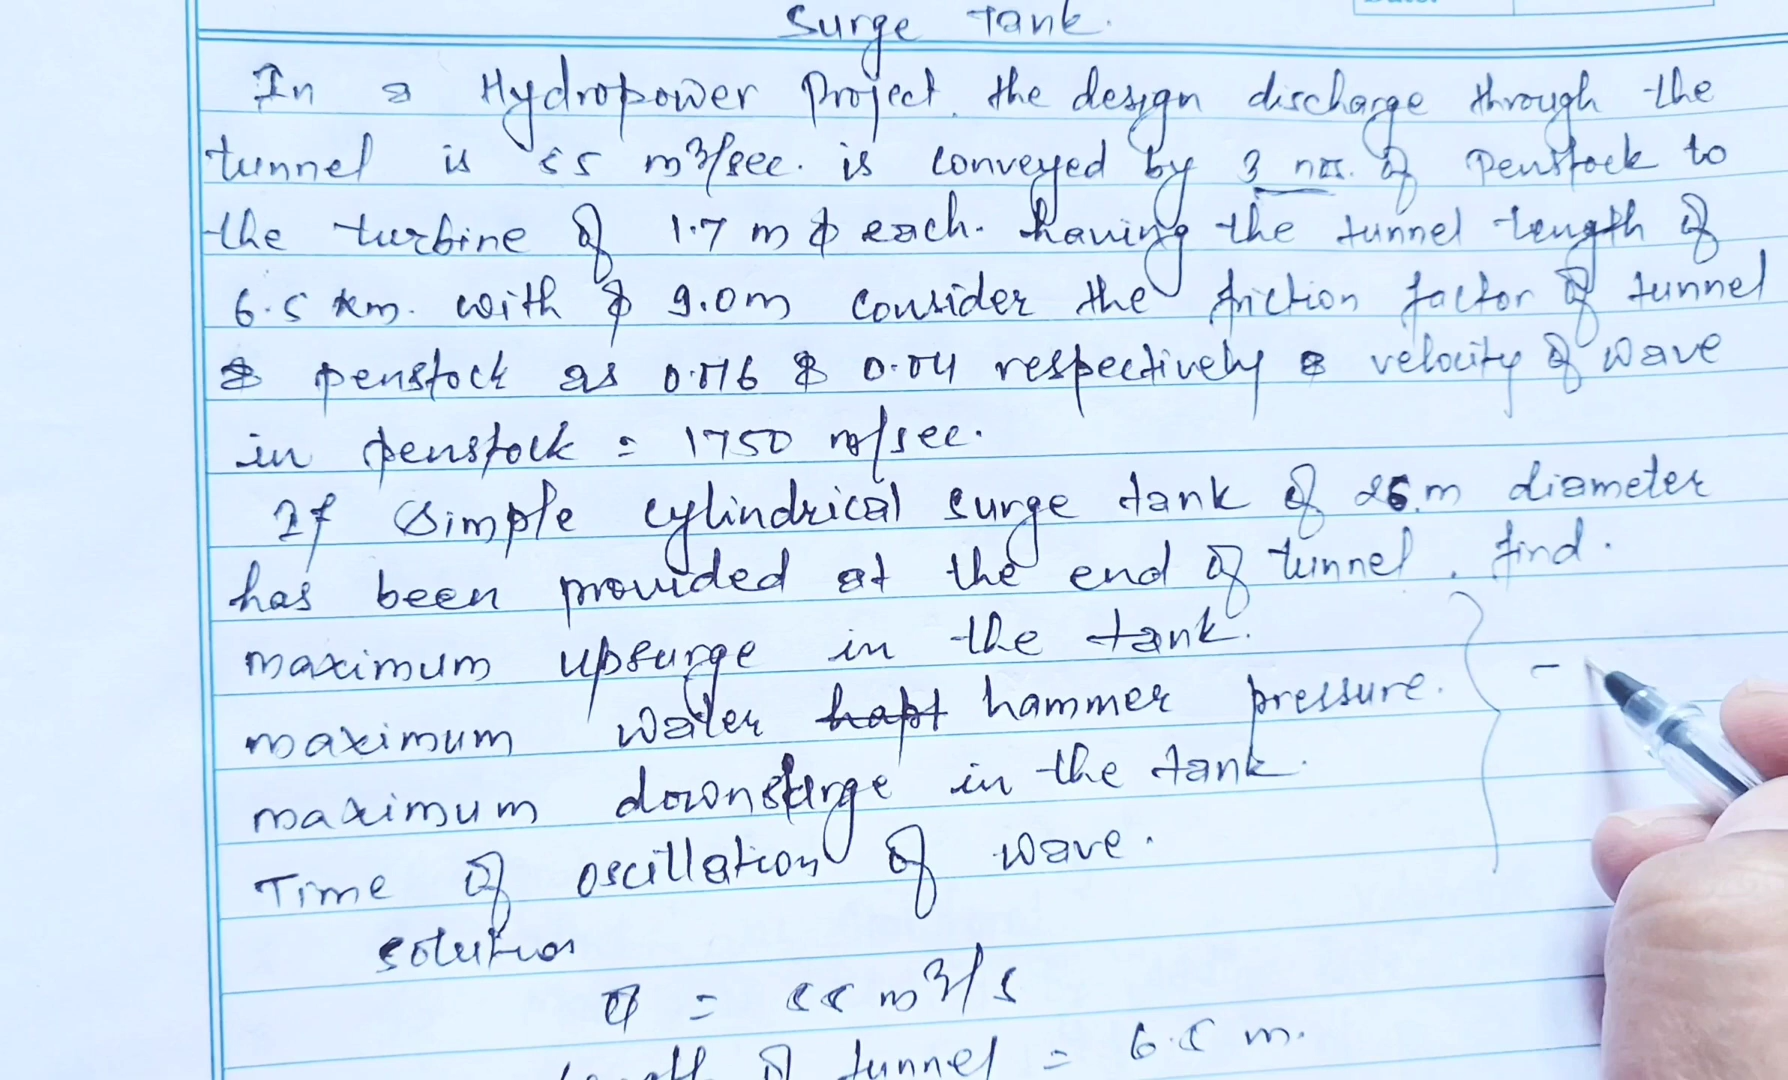 Surge Tank.
In a Hydropower Project. the design discharge through the
tunnel is 55 m3/sec. is conveyed by 3 nos. of Penstock to
the turbine of 1.7 m ϕ each. having the tunnel length of
6.5 km. with ϕ 9.0m consider the friction factor of tunnel
& penstock as 0.016 & 0.04 respectively & velocity of wave
in penstock = 1750 m/sec.
If simple cylindrical surge tank of m diameter
has been provided at the end of tunnel. find.
maximum upsurge in the tank.
maximum water hammer pressure.
maximum downsurge in the tank.
Time of oscillation of wave.
solution
Q = 55 m3/s
Length of tunnel = 6.5 m.